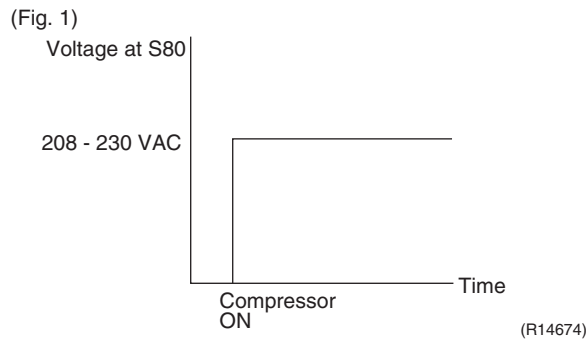 (Fig. 1)
Voltage at S80
208 - 230 VAC
Time
Compressor
ON
(R14674)